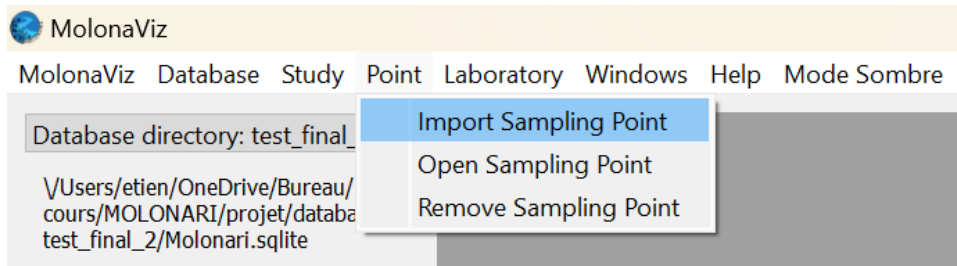 MolonaViz
MolonaViz Database Study Point Laboratory Windows Help Mode Sombre
Import Sampling Point
Open Sampling Point
Remove Sampling Point
Database directory: test_final_
\/Users/etien/OneDrive/Bureau/
cours/MOLONARI/projet/databa
test_final_2/Molonari.sqlite